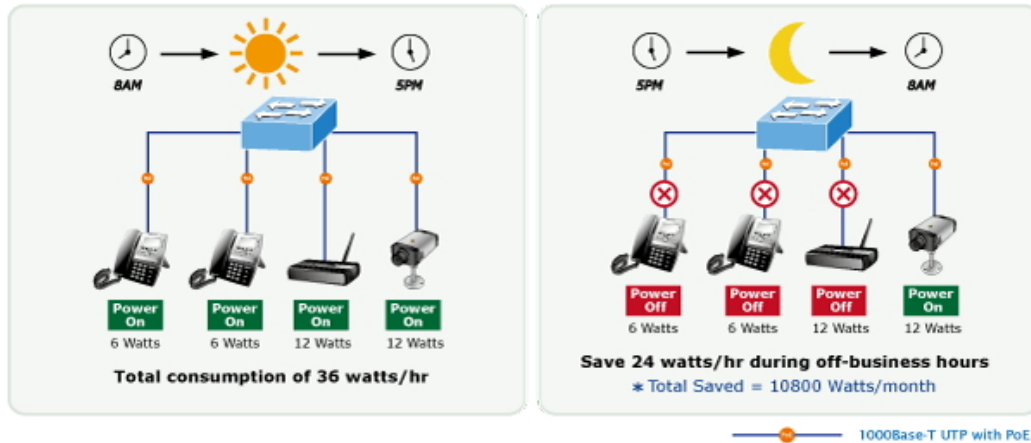 8AM
5PM
Power
On
6 Watts
Power
On
6 Watts
Power
On
12 Watts
Power
On
12 Watts
Total consumption of 36 watts/hr
5PM
8AM
Power
Off
6 Watts
Power
Off
6 Watts
Power
Off
12 Watts
Power
On
12 Watts
Save 24 watts/hr during off-business hours
* Total Saved = 10800 Watts/month
1000Base-T UTP with PoE